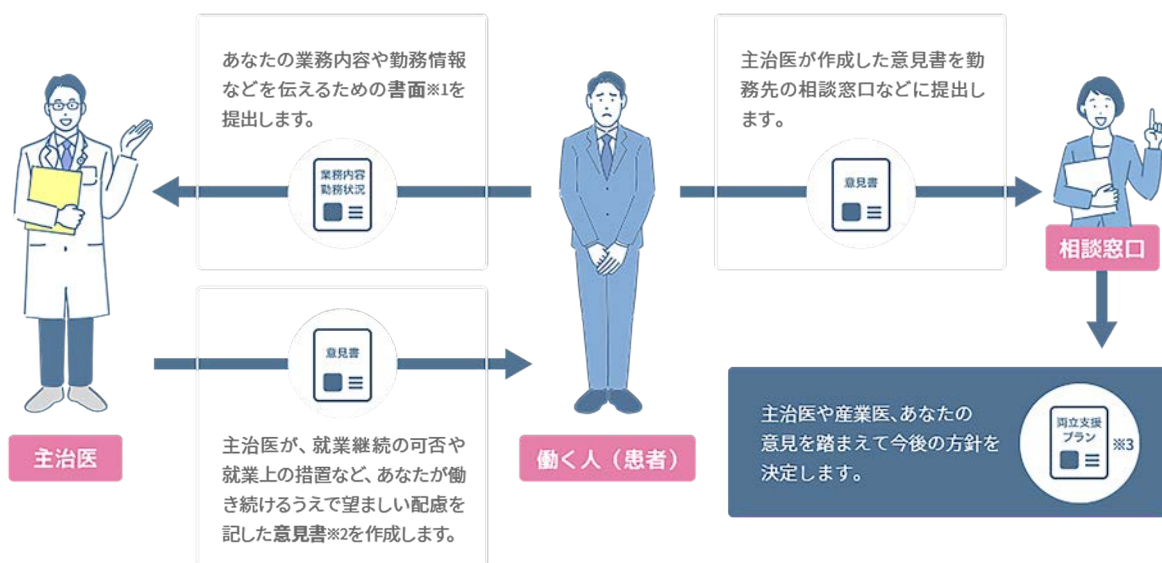 あなたの業務内容や勤務情報
などを伝えるための書面※1を
提出します。
業務内容
勤務状況
主治医が作成した意見書を勤
務先の相談窓口などに提出し
ます。
意見書
相談窓口
意見書
主治医が、就業継続の可否や
就業上の措置など、あなたが働
き続けるうえで望ましい配慮を
記した意見書※2を作成します。
主治医
働く人（患者）
主治医や産業医、あなたの
意見を踏まえて今後の方針を
決定します。
両立支援
プラン
※3